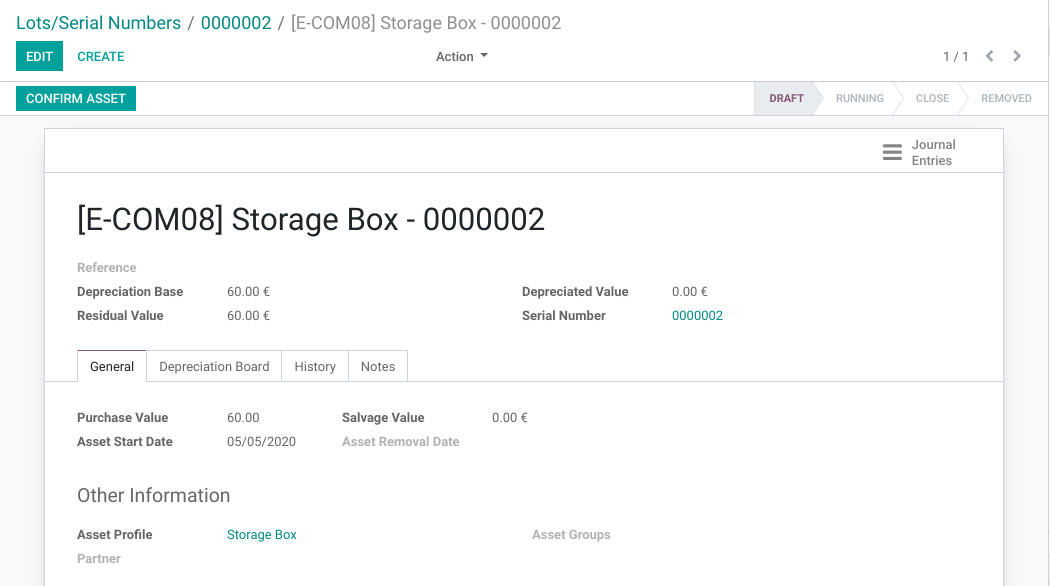 Lots/Serial Numbers / 0000002 / [E-COM08] Storage Box - 0000002
EDIT CREATE Action 1 / 1
CONFIRM ASSET DRAFT RUNNING CLOSE REMOVED
Journal
Entries
[E-COM08] Storage Box - 0000002
Reference
Depreciation Base 60.00 € Depreciated Value 0.00 €
Residual Value 60.00 € Serial Number 0000002
General Depreciation Board History Notes
Purchase Value 60.00 Salvage Value 0.00 €
Asset Start Date 05/05/2020 Asset Removal Date
Other Information
Asset Profile Storage Box Asset Groups
Partner